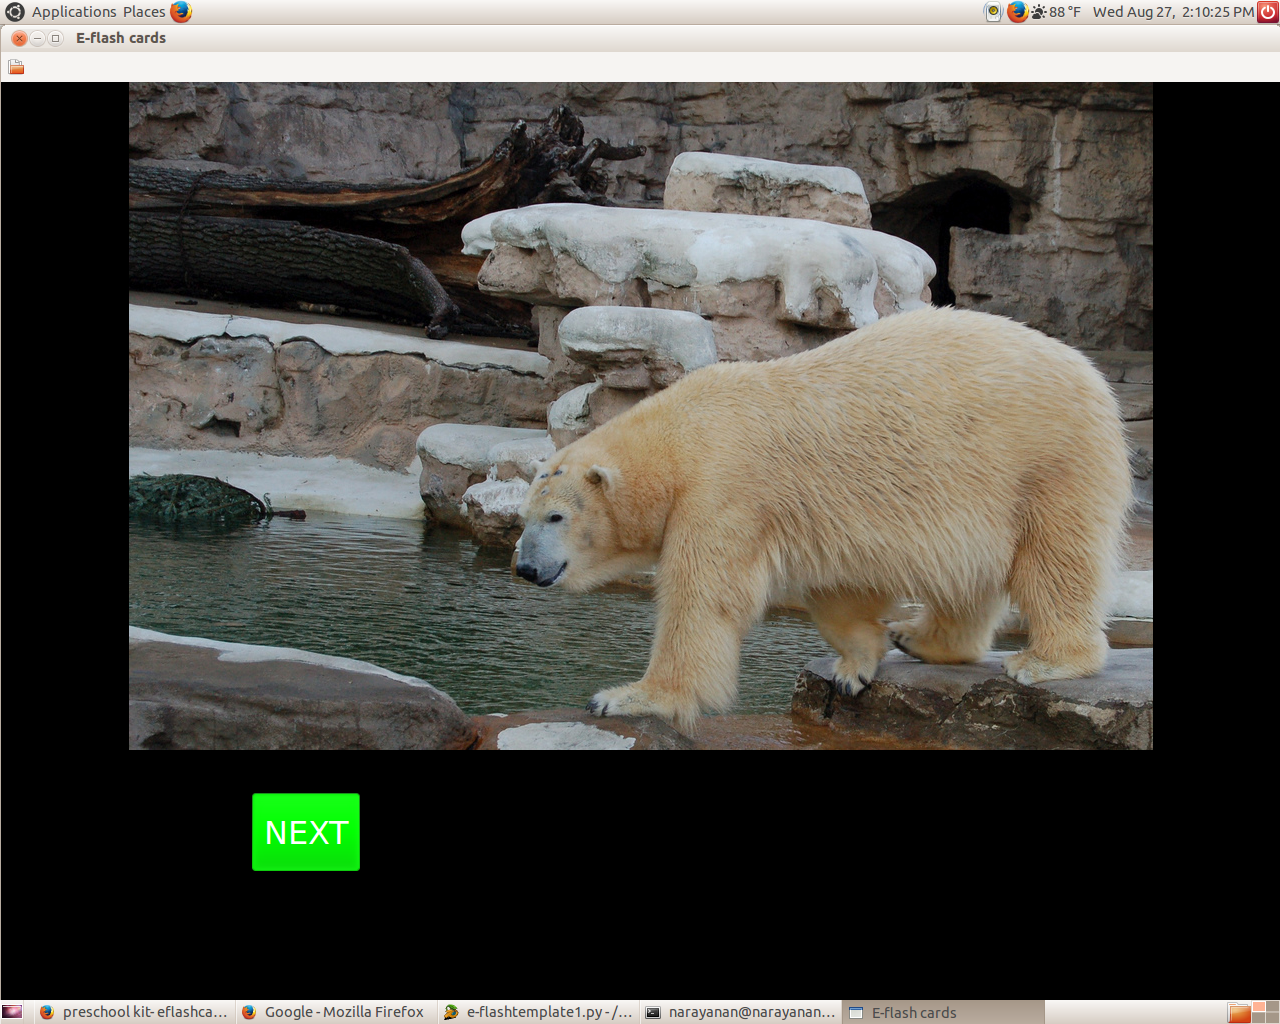 Applications Places 88 °F Wed Aug 27, 2:10:25 PM
E-flash cards
NEXT
preschool kit- eflashca... Google - Mozilla Firefox e-flashtemplate1.py - /... narayanan@narayanan... E-flash cards